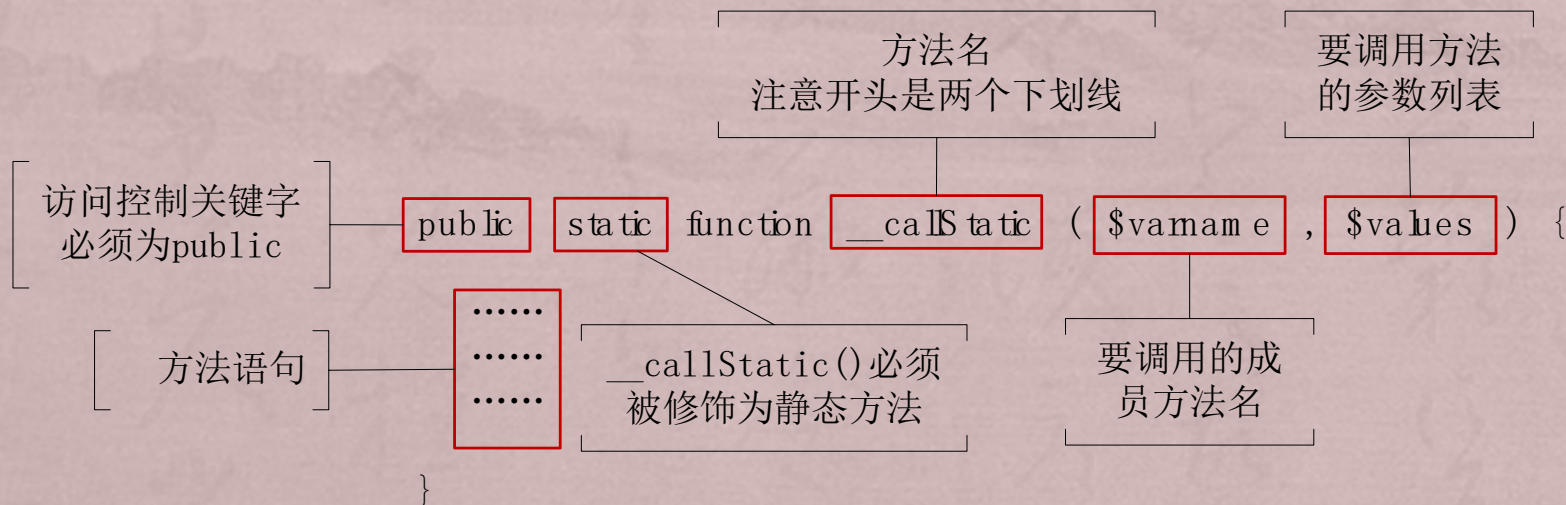 方法名
注意开头是两个下划线
要调用方法
的参数列表
访问控制关键字
必须为public
public static function __callStatic ( $varname , $values ) {
……
……
……
方法语句
__callStatic()必须
被修饰为静态方法
要调用的成
员方法名
}